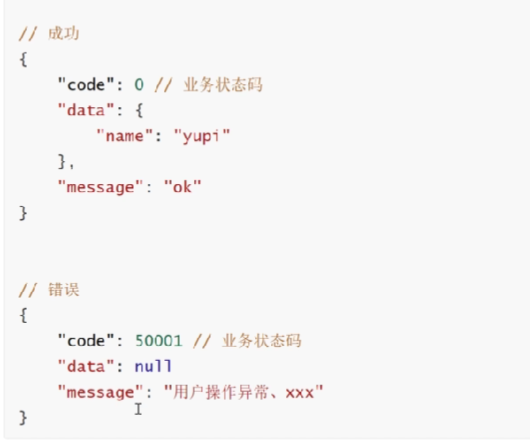 // 成功
{
    "code": 0 // 业务状态码
    "data": {
        "name": "yupi"
    },
    "message": "ok"
}
// 错误
{
    "code": 50001 // 业务状态码
    "data": null
    "message": "用户操作异常、xxx"
}